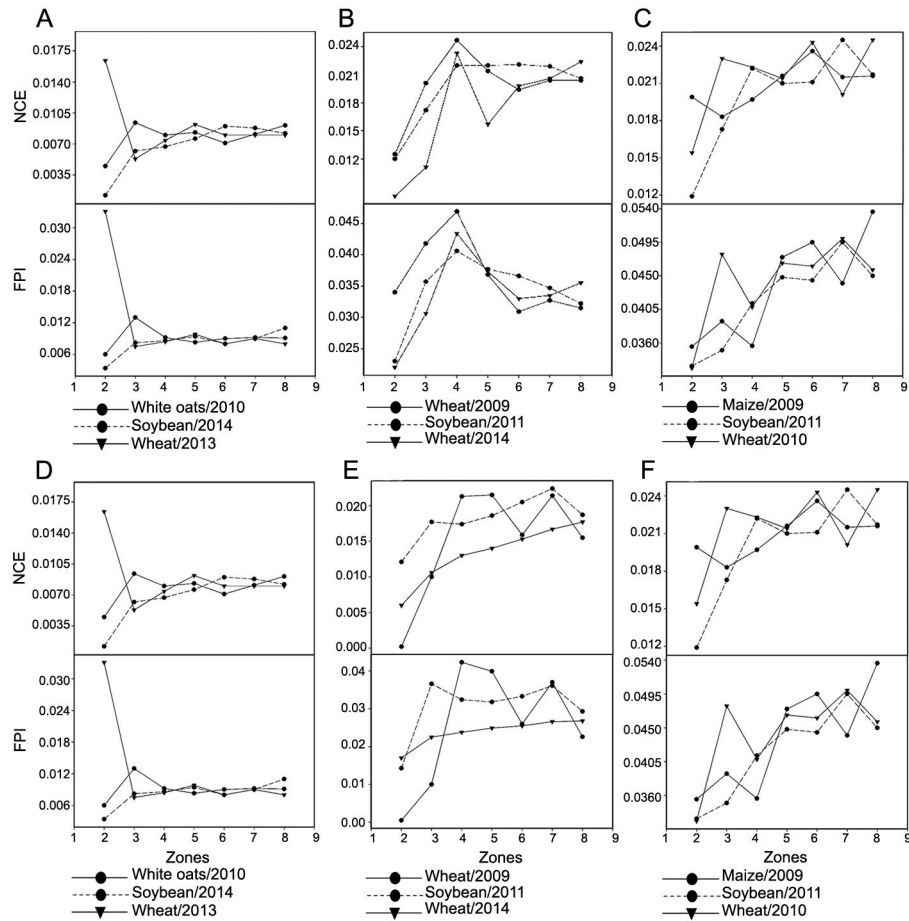 A
B
C
NCE
0.0175
0.0140
0.0105
0.0070
0.0035
0.024
0.021
0.018
0.015
0.012
0.024
0.021
0.018
0.015
0.012
FPI
0.030
0.024
0.018
0.012
0.006
0.045
0.040
0.035
0.030
0.025
0.0540
0.0495
0.0450
0.0405
0.0360
1 2 3 4 5 6 7 8 9
1 2 3 4 5 6 7 8 9
1 2 3 4 5 6 7 8 9
White oats/2010
Soybean/2014
Wheat/2013
Wheat/2009
Soybean/2011
Wheat/2014
Maize/2009
Soybean/2011
Wheat/2010
D
E
F
NCE
0.0175
0.0140
0.0105
0.0070
0.0035
0.020
0.015
0.010
0.005
0.000
0.024
0.021
0.018
0.015
0.012
FPI
0.030
0.024
0.018
0.012
0.006
0.04
0.03
0.02
0.01
0.00
0.0540
0.0495
0.0450
0.0405
0.0360
1 2 3 4 5 6 7 8 9
1 2 3 4 5 6 7 8 9
1 2 3 4 5 6 7 8 9
Zones
Zones
Zones
White oats/2010
Soybean/2014
Wheat/2013
Wheat/2009
Soybean/2011
Wheat/2014
Maize/2009
Soybean/2011
Wheat/2010